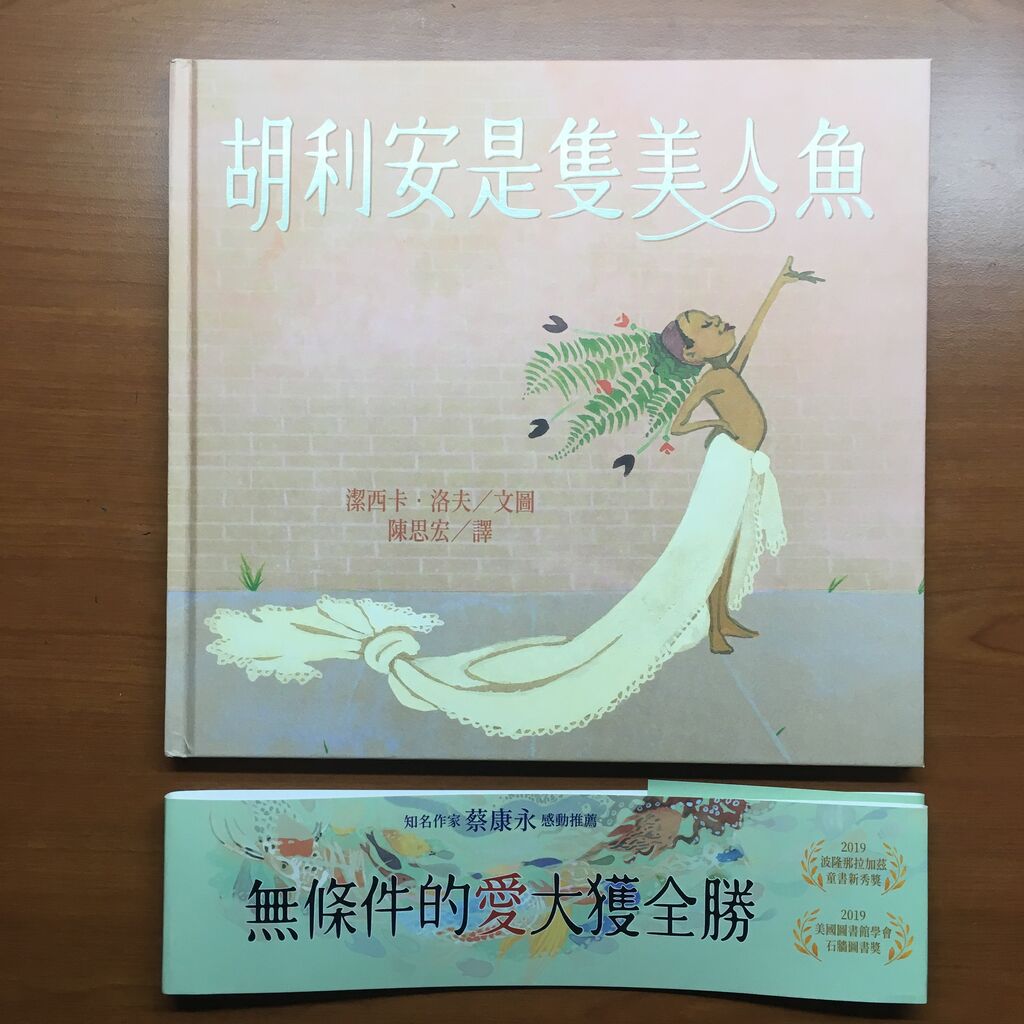 胡利安是隻美人魚
潔西卡·洛夫／文圖
陳思宏／譯
知名作家 蔡康永 感動推薦
無條件的愛大獲全勝
2019
波隆那拉加茲
童書新秀獎
2019
美國圖書館學會
石牆圖書獎